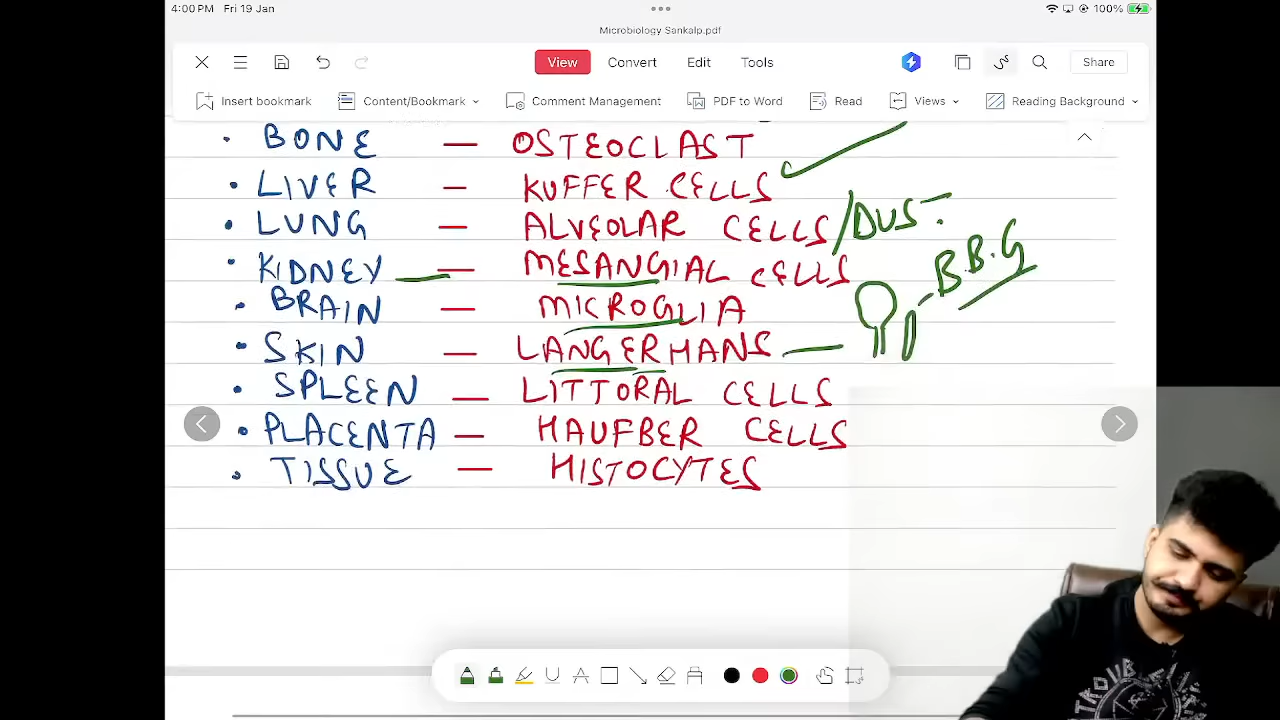 4:00 PM Fri 19 Jan
100%
Microbiology Sankalp.pdf
View Convert Edit Tools Share
Insert bookmark Content/Bookmark Comment Management PDF to Word Read Views Reading Background
• BONE — OSTEOCLAST
• LIVER — KUFFER CELLS
• LUNG — ALVEOLAR CELLS /DUST
• KIDNEY — MESANGIAL CELLS
B.B.G
• BRAIN — MICROGLIA
• SKIN — LANGERHANS
• SPLEEN — LITTORAL CELLS
• PLACENTA — HAUFBER CELLS
• TISSUE — HISTOCYTES